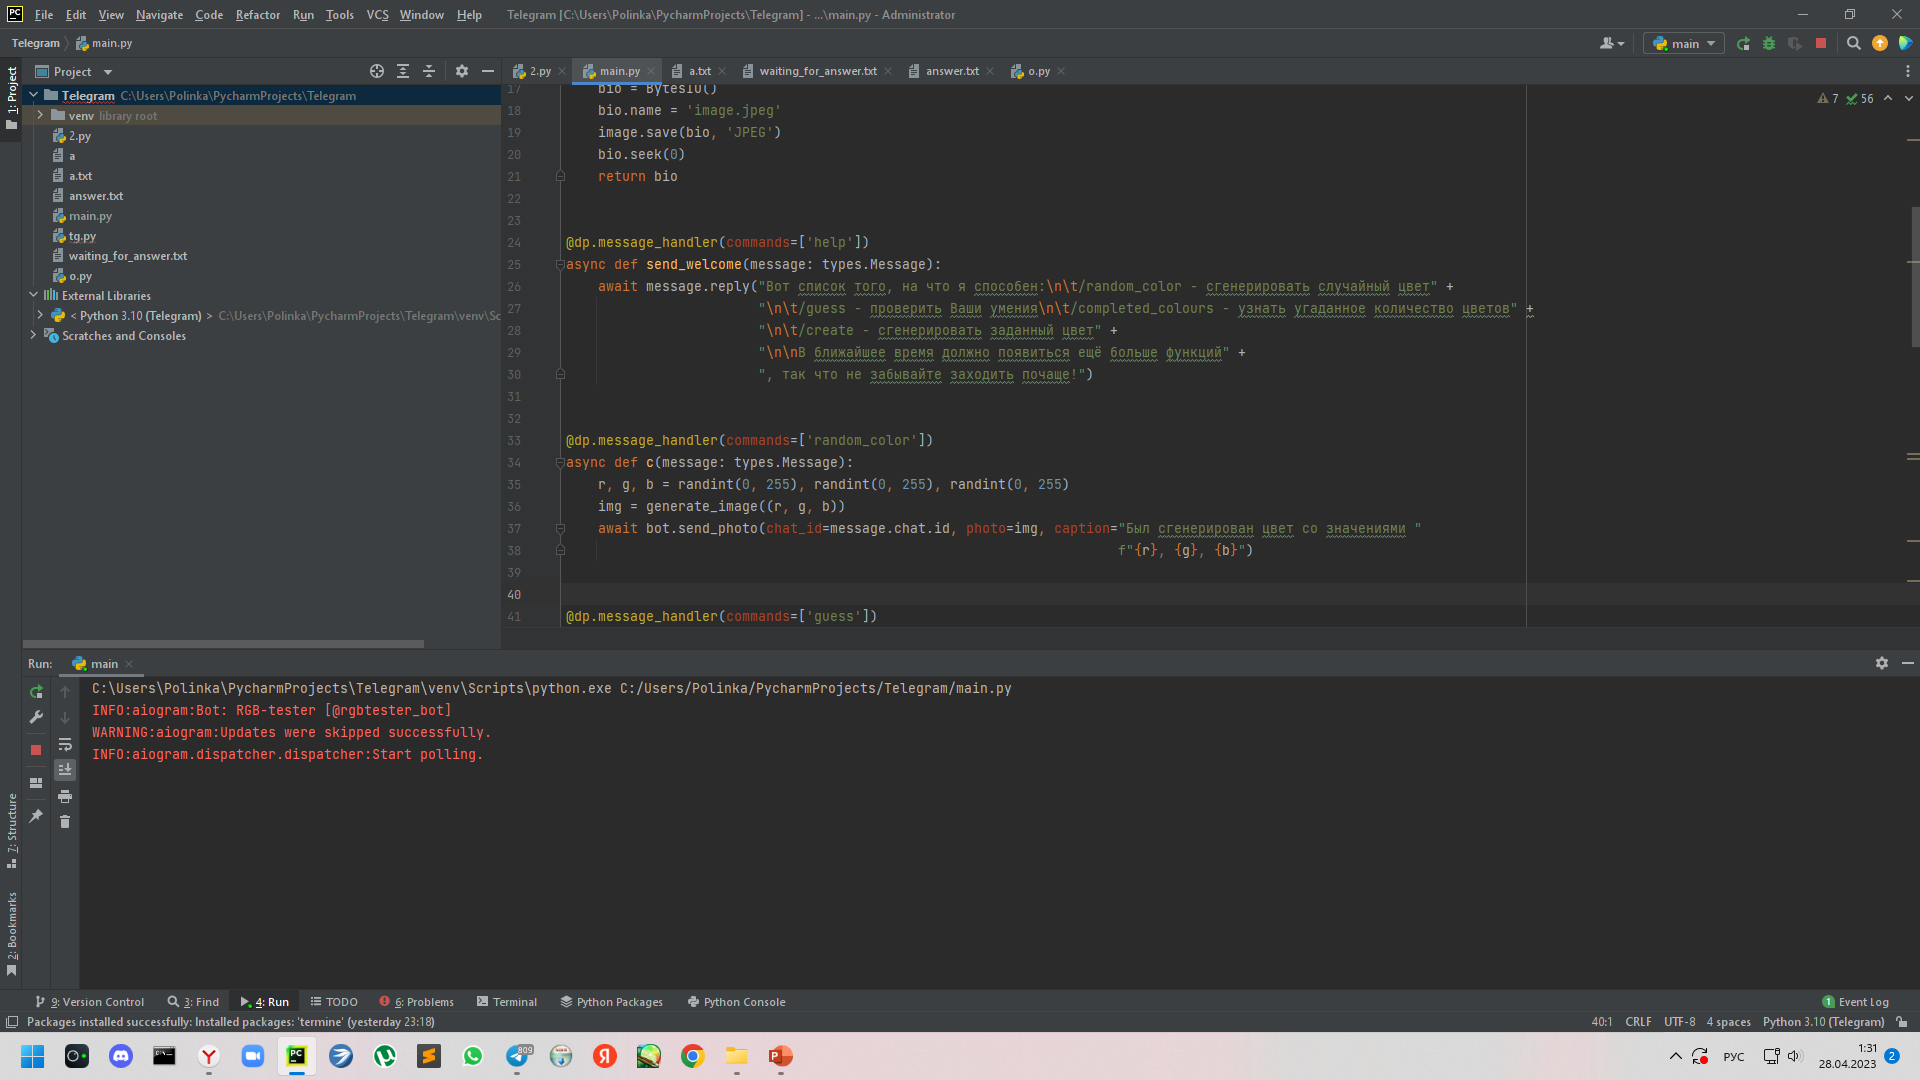 File Edit View Navigate Code Refactor Run Tools VCS Window Help Telegram [C:\Users\Polinka\PycharmProjects\Telegram] - ...\main.py - Administrator
Telegram main.py
main
1: Project
Project
Telegram C:\Users\Polinka\PycharmProjects\Telegram
venv library root
2.py
a
a.txt
answer.txt
main.py
tg.py
waiting_for_answer.txt
o.py
External Libraries
< Python 3.10 (Telegram) > C:\Users\Polinka\PycharmProjects\Telegram\venv\Sc
Scratches and Consoles
2.py main.py a.txt waiting_for_answer.txt answer.txt o.py
7 56
17 bio = BytesIO()
18 bio.name = 'image.jpeg'
19 image.save(bio, 'JPEG')
20 bio.seek(0)
21 return bio
22
23
24 @dp.message_handler(commands=['help'])
25 async def send_welcome(message: types.Message):
26 await message.reply("Вот список того, на что я способен:\n\t/random_color - сгенерировать случайный цвет" +
27 "\n\t/guess - проверить Ваши умения\n\t/completed_colours - узнать угаданное количество цветов" +
28 "\n\t/create - сгенерировать заданный цвет" +
29 "\n\nВ ближайшее время должно появиться ещё больше функций" +
30 ", так что не забывайте заходить почаще!")
31
32
33 @dp.message_handler(commands=['random_color'])
34 async def c(message: types.Message):
35 r, g, b = randint(0, 255), randint(0, 255), randint(0, 255)
36 img = generate_image((r, g, b))
37 await bot.send_photo(chat_id=message.chat.id, photo=img, caption="Был сгенерирован цвет со значениями "
38 f"{r}, {g}, {b}")
39
40
41 @dp.message_handler(commands=['guess'])
Run: main
C:\Users\Polinka\PycharmProjects\Telegram\venv\Scripts\python.exe C:/Users/Polinka/PycharmProjects/Telegram/main.py
INFO:aiogram:Bot: RGB-tester [@rgbtester_bot]
WARNING:aiogram:Updates were skipped successfully.
INFO:aiogram.dispatcher.dispatcher:Start polling.
7: Structure
2: Bookmarks
9: Version Control 3: Find 4: Run TODO 6: Problems Terminal Python Packages Python Console 1 Event Log
Packages installed successfully: Installed packages: 'termine' (yesterday 23:18) 40:1 CRLF UTF-8 4 spaces Python 3.10 (Telegram)
809
РУС
1:31
28.04.2023
2